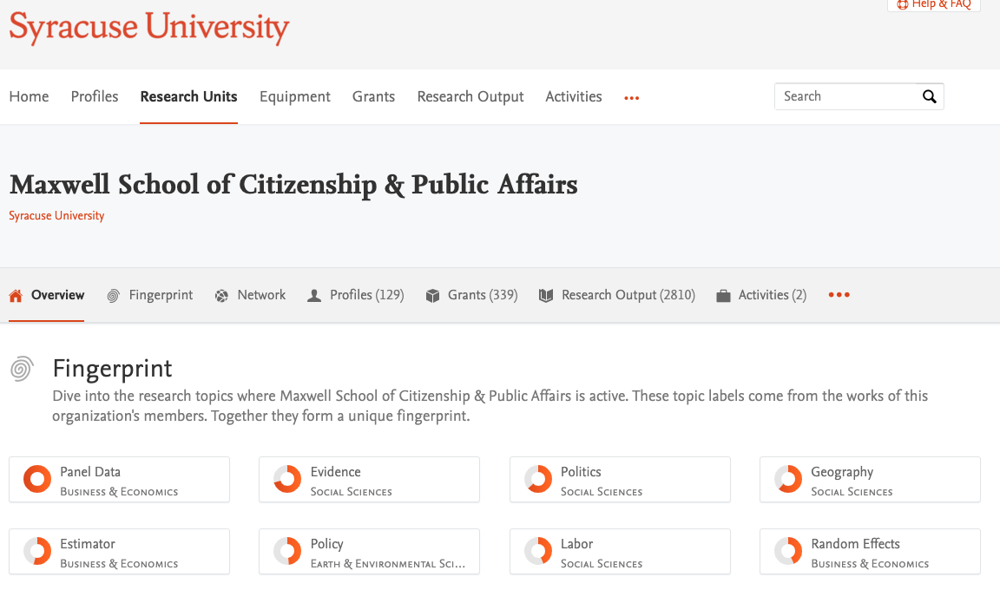 Help & FAQ
Syracuse University
Home Profiles Research Units Equipment Grants Research Output Activities ••• Search
Maxwell School of Citizenship & Public Affairs
Syracuse University
Overview Fingerprint Network Profiles (129) Grants (339) Research Output (2810) Activities (2) •••
Fingerprint
Dive into the research topics where Maxwell School of Citizenship & Public Affairs is active. These topic labels come from the works of this
organization's members. Together they form a unique fingerprint.
Panel Data
Business & Economics
Evidence
Social Sciences
Politics
Social Sciences
Geography
Social Sciences
Estimator
Business & Economics
Policy
Earth & Environmental Sci...
Labor
Social Sciences
Random Effects
Business & Economics